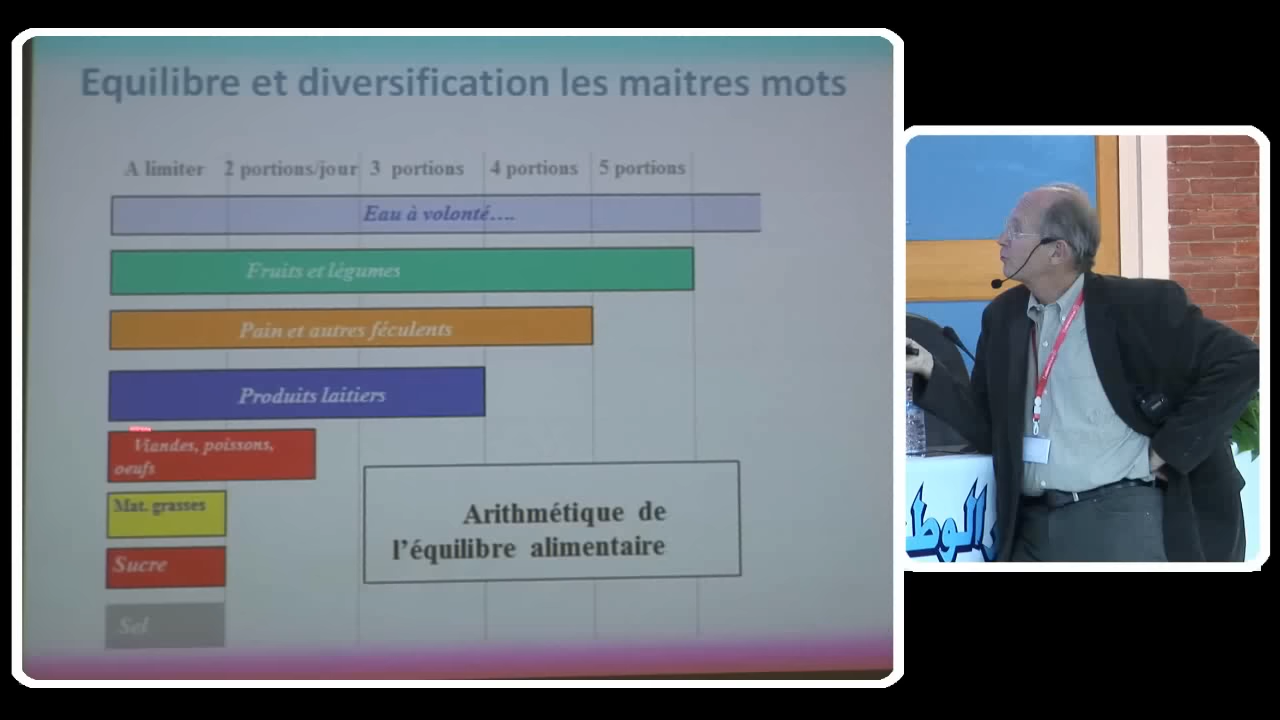 Equilibre et diversification les maitres mots
A limiter 2 portions/jour 3 portions 4 portions 5 portions
Eau à volonté....
Fruits et légumes
Pain et autres féculents
Produits laitiers
Viandes, poissons,
oeufs
Mat. grasses
Sucre
Sel
Arithmétique de
l'équilibre alimentaire